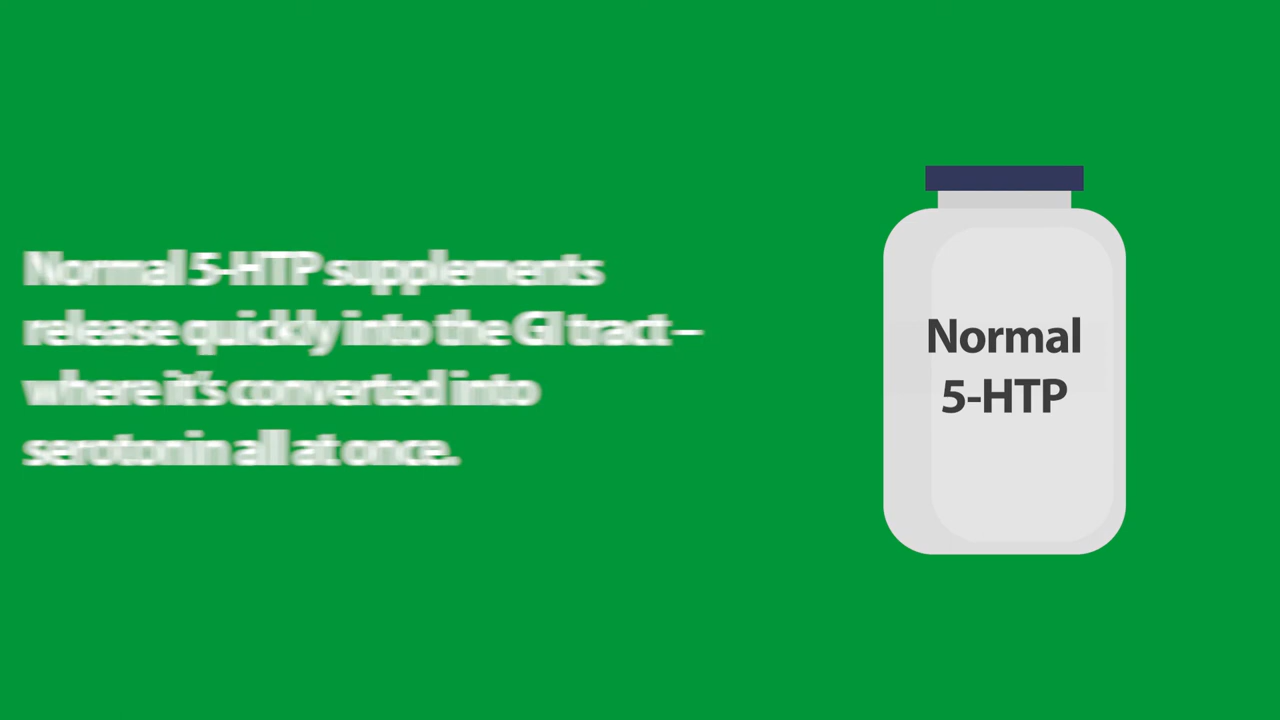 Normal 5-HTP supplements
release quickly into the GI tract –
where it's converted into
serotonin all at once.
Normal
5-HTP